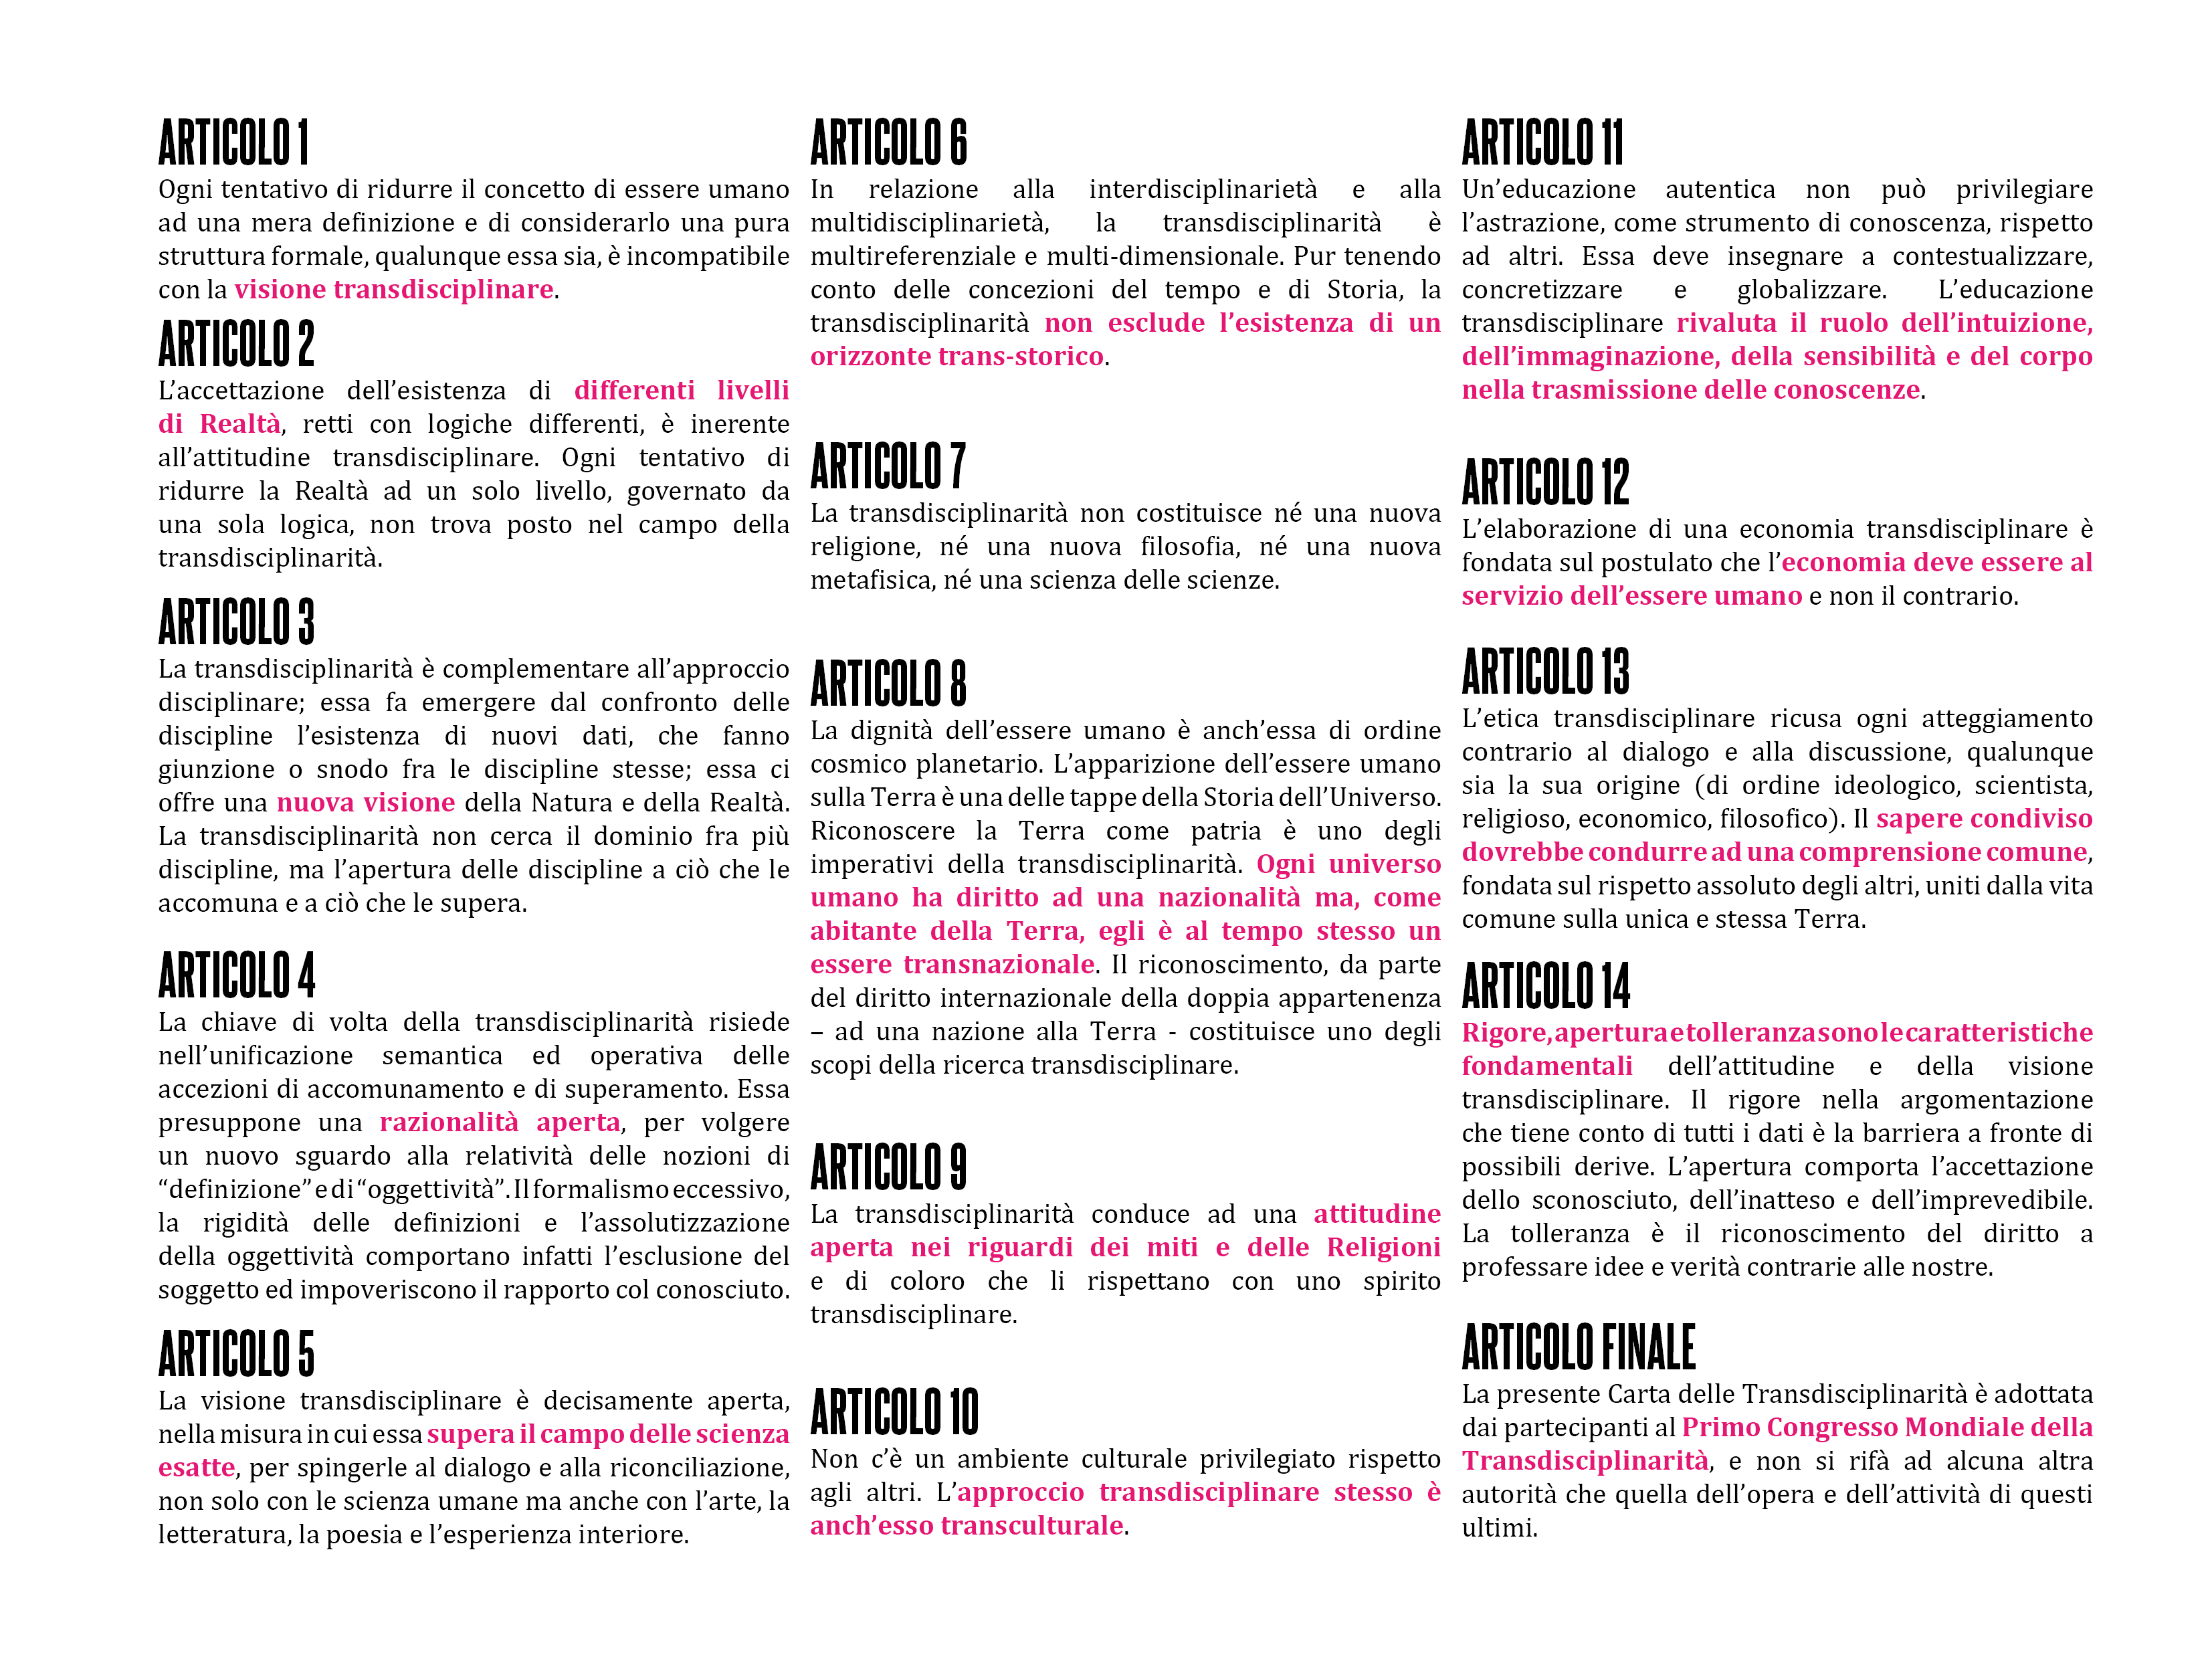 ARTICOLO 1
Ogni tentativo di ridurre il concetto di essere umano
ad una mera definizione e di considerarlo una pura
struttura formale, qualunque essa sia, è incompatibile
con la visione transdisciplinare.
ARTICOLO 2
L’accettazione dell’esistenza di differenti livelli
di Realtà, retti con logiche differenti, è inerente
all’attitudine transdisciplinare. Ogni tentativo di
ridurre la Realtà ad un solo livello, governato da
una sola logica, non trova posto nel campo della
transdisciplinarità.
ARTICOLO 3
La transdisciplinarità è complementare all’approccio
disciplinare; essa fa emergere dal confronto delle
discipline l’esistenza di nuovi dati, che fanno
giunzione o snodo fra le discipline stesse; essa ci
offre una nuova visione della Natura e della Realtà.
La transdisciplinarità non cerca il dominio fra più
discipline, ma l’apertura delle discipline a ciò che le
accomuna e a ciò che le supera.
ARTICOLO 4
La chiave di volta della transdisciplinarità risiede
nell’unificazione semantica ed operativa delle
accezioni di accomunamento e di superamento. Essa
presuppone una razionalità aperta, per volgere
un nuovo sguardo alla relatività delle nozioni di
“definizione” e di “oggettività”. Il formalismo eccessivo,
la rigidità delle definizioni e l’assolutizzazione
della oggettività comportano infatti l’esclusione del
soggetto ed impoveriscono il rapporto col conosciuto.
ARTICOLO 5
La visione transdisciplinare è decisamente aperta,
nella misura in cui essa supera il campo delle scienza
esatte, per spingerle al dialogo e alla riconciliazione,
non solo con le scienza umane ma anche con l’arte, la
letteratura, la poesia e l’esperienza interiore.
ARTICOLO 6
In relazione alla interdisciplinarietà e alla
multidisciplinarietà, la transdisciplinarità è
multireferenziale e multi-dimensionale. Pur tenendo
conto delle concezioni del tempo e di Storia, la
transdisciplinarità non esclude l’esistenza di un
orizzonte trans-storico.
ARTICOLO 7
La transdisciplinarità non costituisce né una nuova
religione, né una nuova filosofia, né una nuova
metafisica, né una scienza delle scienze.
ARTICOLO 8
La dignità dell’essere umano è anch’essa di ordine
cosmico planetario. L’apparizione dell’essere umano
sulla Terra è una delle tappe della Storia dell’Universo.
Riconoscere la Terra come patria è uno degli
imperativi della transdisciplinarità. Ogni universo
umano ha diritto ad una nazionalità ma, come
abitante della Terra, egli è al tempo stesso un
essere transnazionale. Il riconoscimento, da parte
del diritto internazionale della doppia appartenenza
– ad una nazione alla Terra - costituisce uno degli
scopi della ricerca transdisciplinare.
ARTICOLO 9
La transdisciplinarità conduce ad una attitudine
aperta nei riguardi dei miti e delle Religioni
e di coloro che li rispettano con uno spirito
transdisciplinare.
ARTICOLO 10
Non c’è un ambiente culturale privilegiato rispetto
agli altri. L’approccio transdisciplinare stesso è
anch’esso transculturale.
ARTICOLO 11
Un’educazione autentica non può privilegiare
l’astrazione, come strumento di conoscenza, rispetto
ad altri. Essa deve insegnare a contestualizzare,
concretizzare e globalizzare. L’educazione
transdisciplinare rivaluta il ruolo dell’intuizione,
dell’immaginazione, della sensibilità e del corpo
nella trasmissione delle conoscenze.
ARTICOLO 12
L’elaborazione di una economia transdisciplinare è
fondata sul postulato che l’economia deve essere al
servizio dell’essere umano e non il contrario.
ARTICOLO 13
L’etica transdisciplinare ricusa ogni atteggiamento
contrario al dialogo e alla discussione, qualunque
sia la sua origine (di ordine ideologico, scientista,
religioso, economico, filosofico). Il sapere condiviso
dovrebbe condurre ad una comprensione comune,
fondata sul rispetto assoluto degli altri, uniti dalla vita
comune sulla unica e stessa Terra.
ARTICOLO 14
Rigore, apertura e tolleranza sono le caratteristiche
fondamentali dell’attitudine e della visione
transdisciplinare. Il rigore nella argomentazione
che tiene conto di tutti i dati è la barriera a fronte di
possibili derive. L’apertura comporta l’accettazione
dello sconosciuto, dell’inatteso e dell’imprevedibile.
La tolleranza è il riconoscimento del diritto a
professare idee e verità contrarie alle nostre.
ARTICOLO FINALE
La presente Carta delle Transdisciplinarità è adottata
dai partecipanti al Primo Congresso Mondiale della
Transdisciplinarità, e non si rifà ad alcuna altra
autorità che quella dell’opera e dell’attività di questi
ultimi.